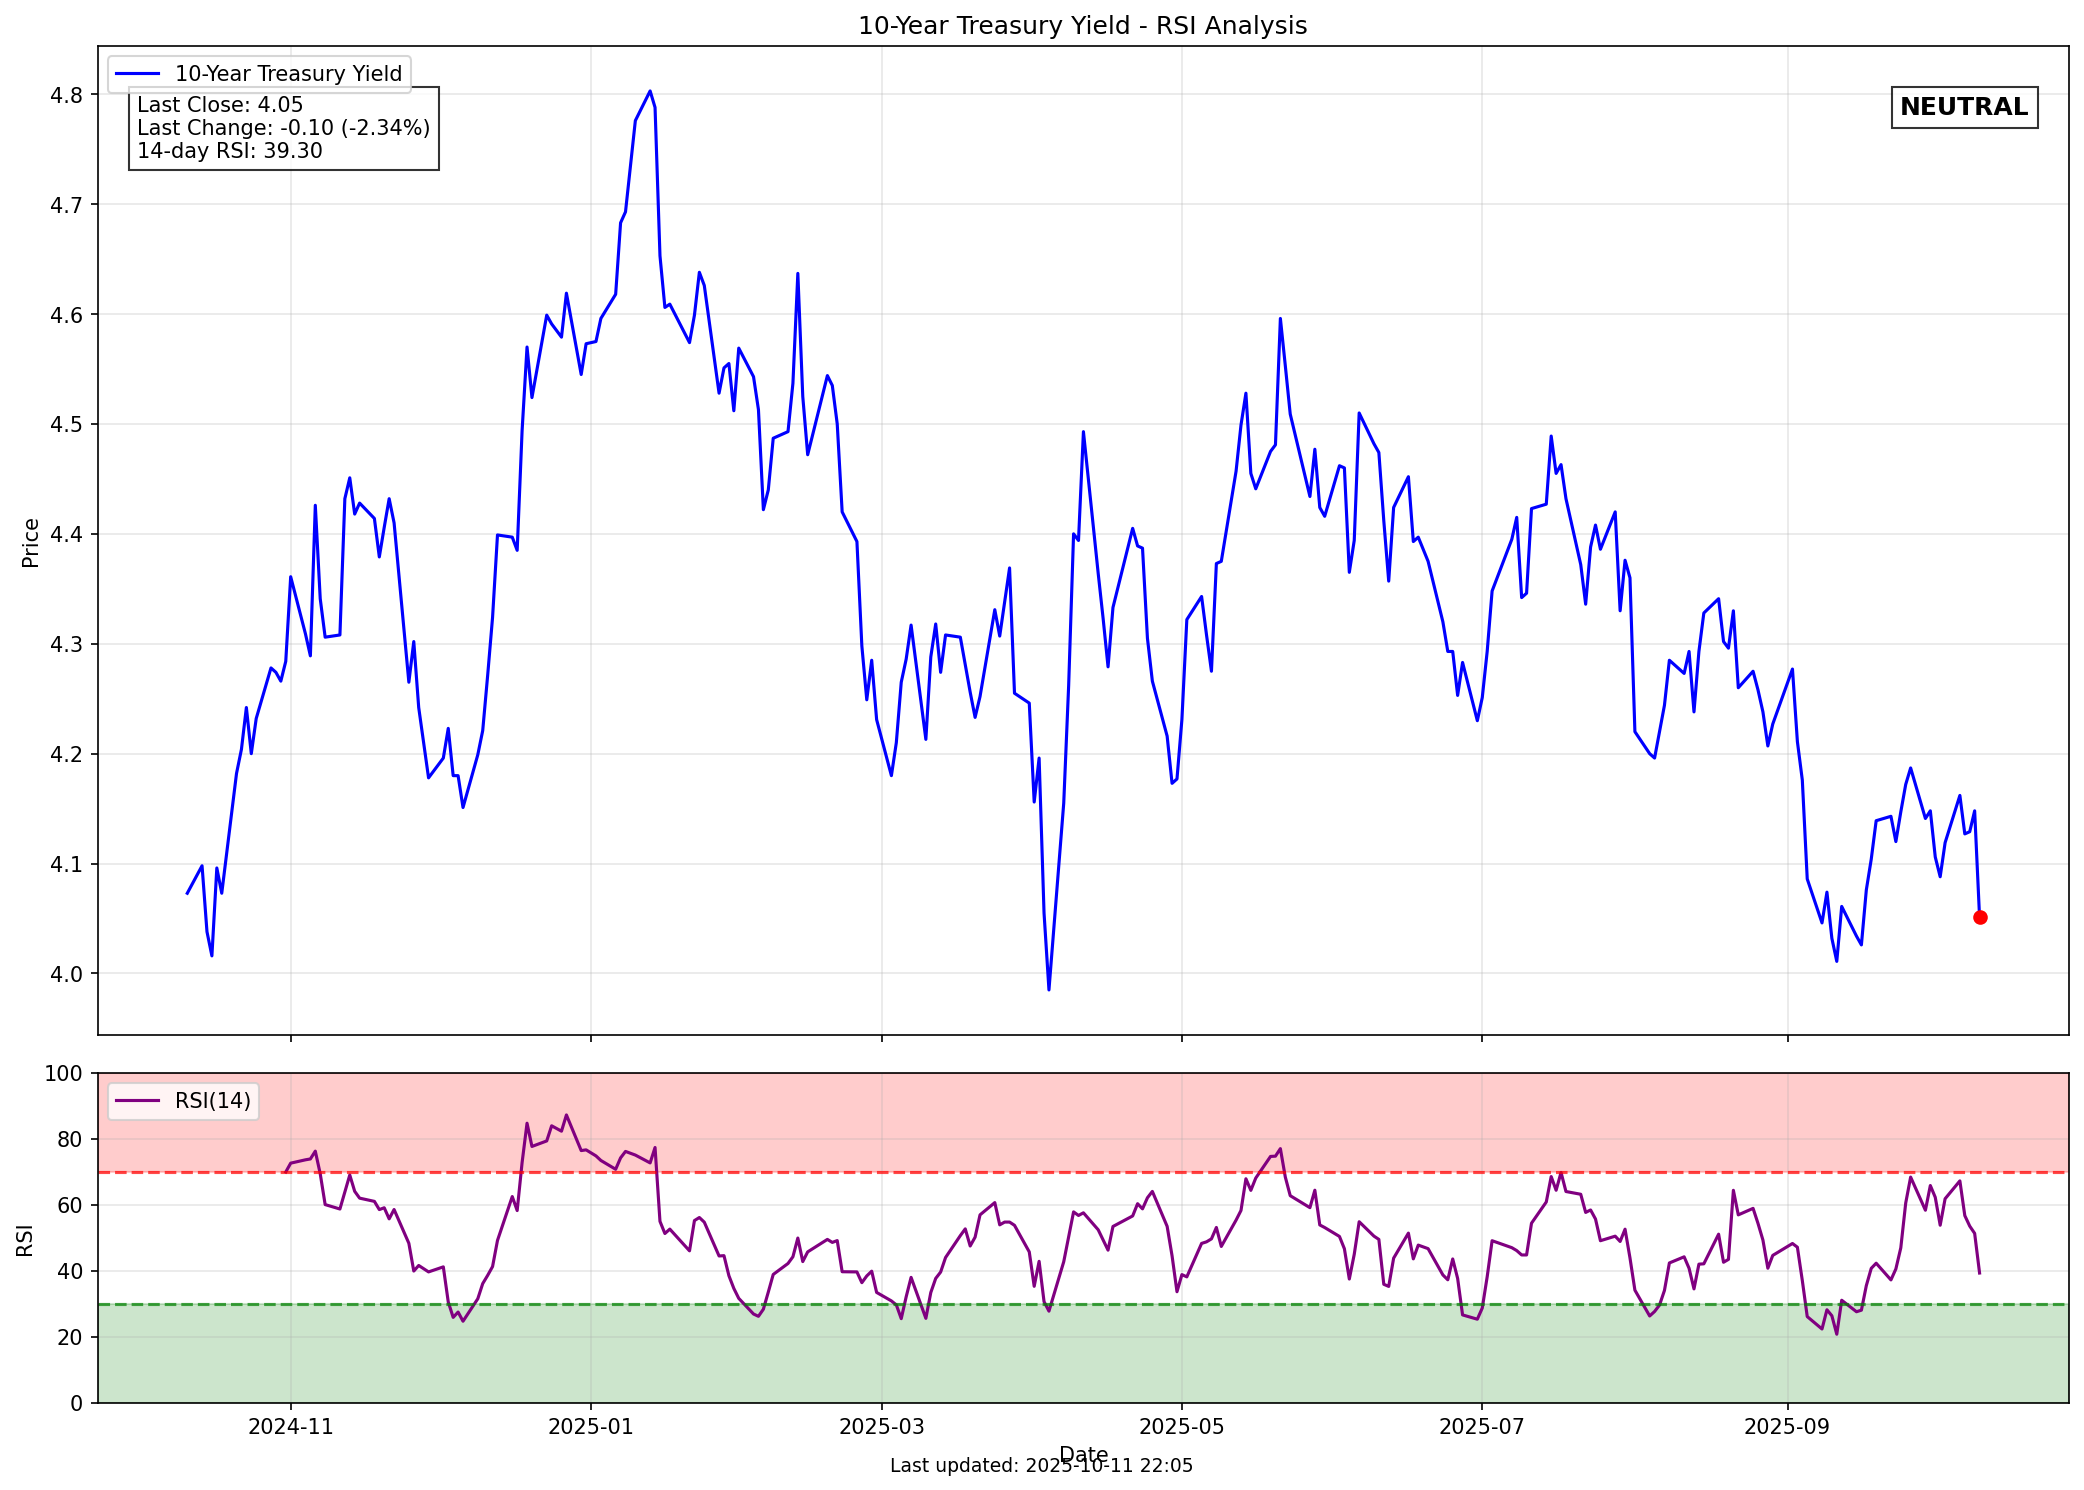 10-Year Treasury Yield - RSI Analysis
10-Year Treasury Yield
Last Close: 4.05
Last Change: -0.10 (-2.34%)
14-day RSI: 39.30
NEUTRAL
Price
4.8
4.7
4.6
4.5
4.4
4.3
4.2
4.1
4.0
RSI(14)
RSI
100
80
60
40
20
0
2024-11
2025-01
2025-03
2025-05
2025-07
2025-09
Date
Last updated: 2025-10-11 22:05